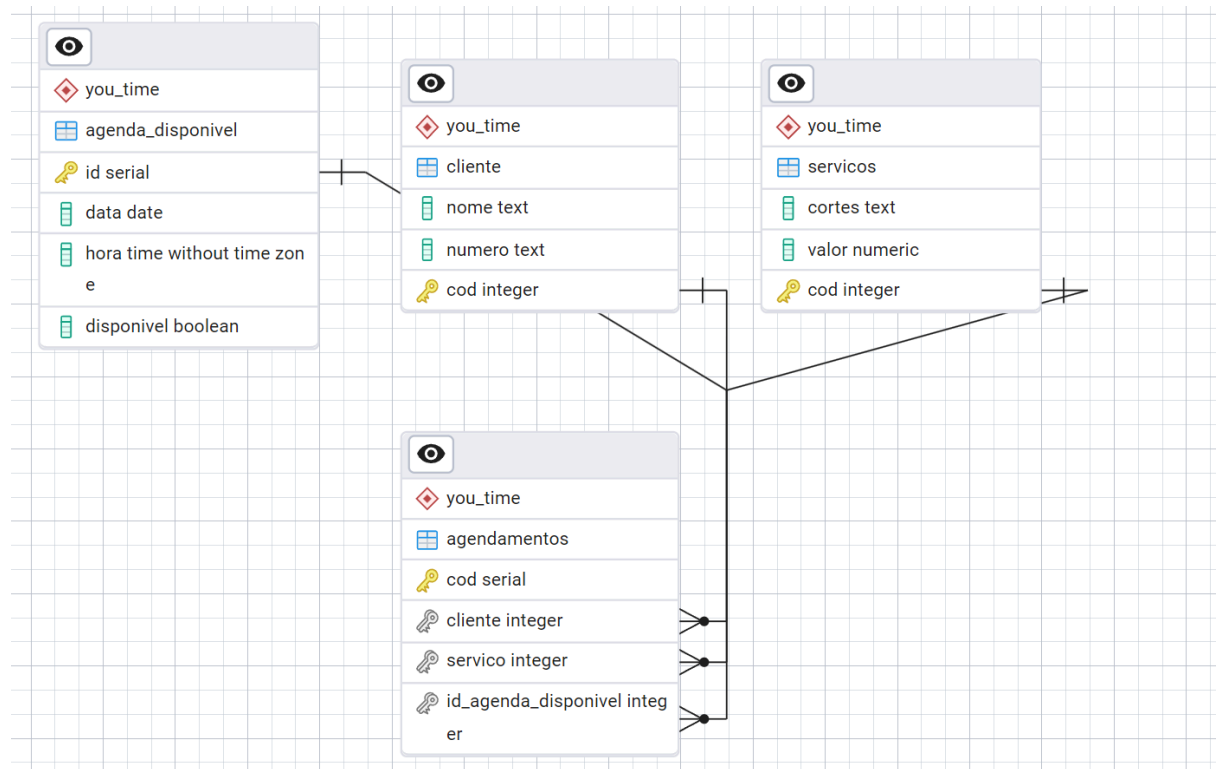 you_time
agenda_disponivel
id serial
data date
hora time without time zon
e
disponivel boolean
you_time
cliente
nome text
numero text
cod integer
you_time
servicos
cortes text
valor numeric
cod integer
you_time
agendamentos
cod serial
cliente integer
servico integer
id_agenda_disponivel integ
er